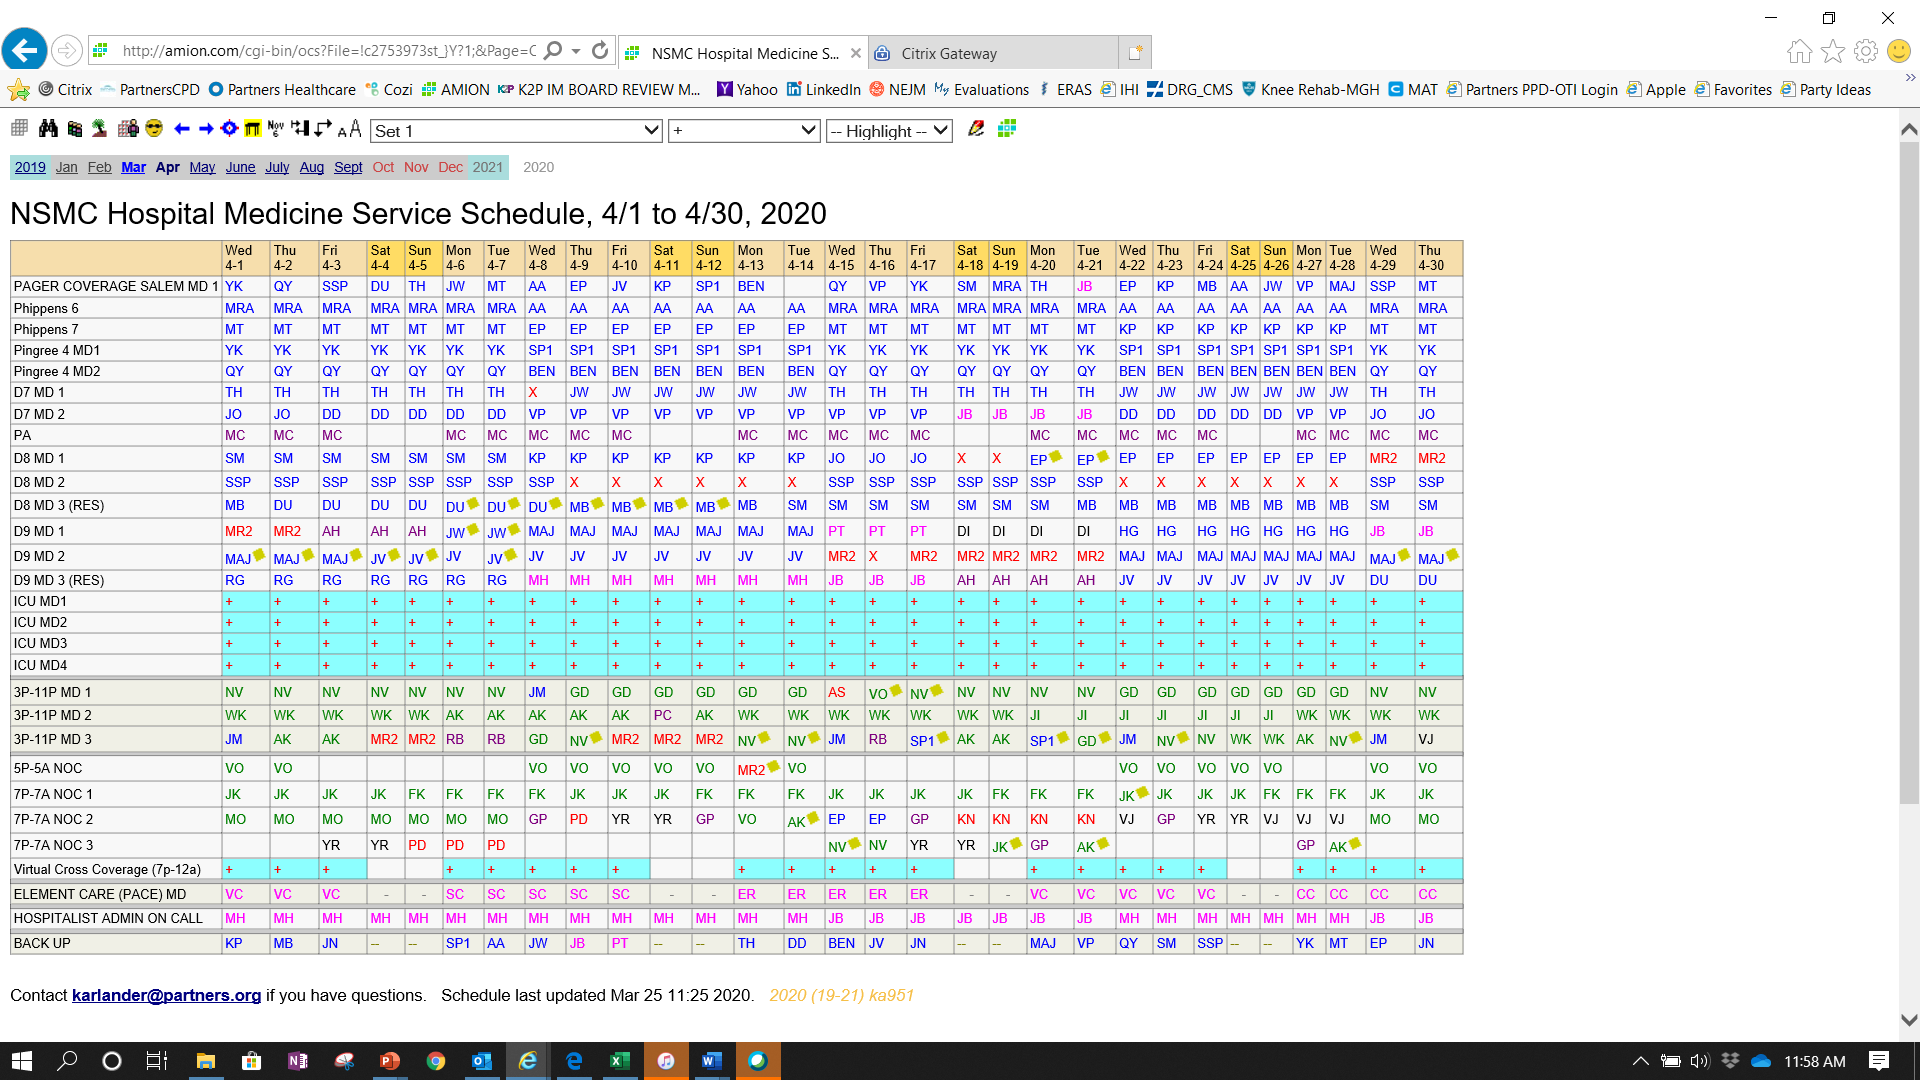 http://amion.com/cgi-bin/ocs?File=!c2753973st_}Y?1;&Page=C
NSMC Hospital Medicine S...
Citrix Gateway
Citrix PartnersCPD Partners Healthcare Cozi AMION K2P IM BOARD REVIEW M... Yahoo LinkedIn NEJM Evaluations ERAS IHI DRG_CMS Knee Rehab-MGH MAT Partners PPD-OTI Login Apple Favorites Party Ideas
Set 1 + -- Highlight --
2019 Jan Feb Mar Apr May June July Aug Sept Oct Nov Dec 2021 2020
NSMC Hospital Medicine Service Schedule, 4/1 to 4/30, 2020
Wed Thu Fri Sat Sun Mon Tue Wed Thu Fri Sat Sun Mon Tue Wed Thu Fri Sat Sun Mon Tue Wed Thu Fri Sat Sun Mon Tue Wed Thu
4-1 4-2 4-3 4-4 4-5 4-6 4-7 4-8 4-9 4-10 4-11 4-12 4-13 4-14 4-15 4-16 4-17 4-18 4-19 4-20 4-21 4-22 4-23 4-24 4-25 4-26 4-27 4-28 4-29 4-30
PAGER COVERAGE SALEM MD 1 YK QY SSP DU TH JW MT AA EP JV KP SP1 BEN QY VP YK SM MRA TH JB EP KP MB AA JW VP MAJ SSP MT
Phippens 6 MRA MRA MRA MRA MRA MRA MRA AA AA AA AA AA AA AA MRA MRA MRA MRA MRA MRA MRA AA AA AA AA AA AA AA MRA MRA
Phippens 7 MT MT MT MT MT MT MT EP EP EP EP EP EP EP MT MT MT MT MT MT MT KP KP KP KP KP KP KP MT MT
Pingree 4 MD1 YK YK YK YK YK YK YK SP1 SP1 SP1 SP1 SP1 SP1 SP1 YK YK YK YK YK YK YK SP1 SP1 SP1 SP1 SP1 SP1 SP1 YK YK
Pingree 4 MD2 QY QY QY QY QY QY QY BEN BEN BEN BEN BEN BEN BEN QY QY QY QY QY QY QY BEN BEN BEN BEN BEN BEN BEN QY QY
D7 MD 1 TH TH TH TH TH TH TH X JW JW JW JW JW JW TH TH TH TH TH TH TH JW JW JW JW JW JW JW TH TH
D7 MD 2 JO JO DD DD DD DD DD VP VP VP VP VP VP VP VP VP VP JB JB JB JB DD DD DD DD DD VP VP JO JO
PA MC MC MC MC MC MC MC MC MC MC MC MC MC MC MC MC MC MC MC MC MC MC
D8 MD 1 SM SM SM SM SM SM SM KP KP KP KP KP KP KP JO JO JO X X EP EP EP EP EP EP EP EP EP MR2 MR2
D8 MD 2 SSP SSP SSP SSP SSP SSP SSP SSP X X X X X X SSP SSP SSP SSP SSP SSP SSP X X X X X X X SSP SSP
D8 MD 3 (RES) MB DU DU DU DU DU DU DU MB MB MB MB MB SM SM SM SM SM SM SM MB MB MB MB MB MB MB MB SM SM
D9 MD 1 MR2 MR2 AH AH AH JW JW MAJ MAJ MAJ MAJ MAJ MAJ MAJ PT PT PT DI DI DI DI HG HG HG HG HG HG HG JB JB
D9 MD 2 MAJ MAJ MAJ JV JV JV JV JV JV JV JV JV JV JV MR2 X MR2 MR2 MR2 MR2 MR2 MAJ MAJ MAJ MAJ MAJ MAJ MAJ MAJ MAJ
D9 MD 3 (RES) RG RG RG RG RG RG RG MH MH MH MH MH MH MH JB JB JB AH AH AH AH JV JV JV JV JV JV JV DU DU
ICU MD1 + + + + + + + + + + + + + + + + + + + + + + + + + + + + + +
ICU MD2 + + + + + + + + + + + + + + + + + + + + + + + + + + + + + +
ICU MD3 + + + + + + + + + + + + + + + + + + + + + + + + + + + + + +
ICU MD4 + + + + + + + + + + + + + + + + + + + + + + + + + + + + + +
3P-11P MD 1 NV NV NV NV NV NV NV JM GD GD GD GD GD GD AS VO NV NV NV NV NV GD GD GD GD GD GD GD NV NV
3P-11P MD 2 WK WK WK WK WK AK AK AK AK AK PC AK WK WK WK WK WK WK WK JI JI JI JI JI JI JI WK WK WK WK
3P-11P MD 3 JM AK AK MR2 MR2 RB RB GD NV MR2 MR2 MR2 NV NV JM RB SP1 AK AK SP1 GD JM NV NV WK WK AK NV JM VJ
5P-5A NOC VO VO VO VO VO VO VO MR2 VO VO VO VO VO VO VO VO
7P-7A NOC 1 JK JK JK JK FK FK FK FK JK JK JK FK FK FK JK JK JK JK FK FK FK JK JK JK JK FK FK FK JK JK
7P-7A NOC 2 MO MO MO MO MO MO MO GP PD YR YR GP VO AK EP EP GP KN KN KN KN VJ GP YR YR VJ VJ VJ MO MO
7P-7A NOC 3 YR YR PD PD PD NV NV YR YR JK GP AK GP AK
Virtual Cross Coverage (7p-12a) + + + + + + + + + + + + + + + + + + + + + +
ELEMENT CARE (PACE) MD VC VC VC - - SC SC SC SC SC - - ER ER ER ER ER - - VC VC VC VC VC - - CC CC CC CC
HOSPITALIST ADMIN ON CALL MH MH MH MH MH MH MH MH MH MH MH MH MH MH JB JB JB JB JB JB JB MH MH MH MH MH MH MH JB JB
BACK UP KP MB JN -- -- SP1 AA JW JB PT -- -- TH DD BEN JV JN -- -- MAJ VP QY SM SSP -- -- YK MT EP JN
Contact karlander@partners.org if you have questions. Schedule last updated Mar 25 11:25 2020. 2020 (19-21) ka951
11:58 AM